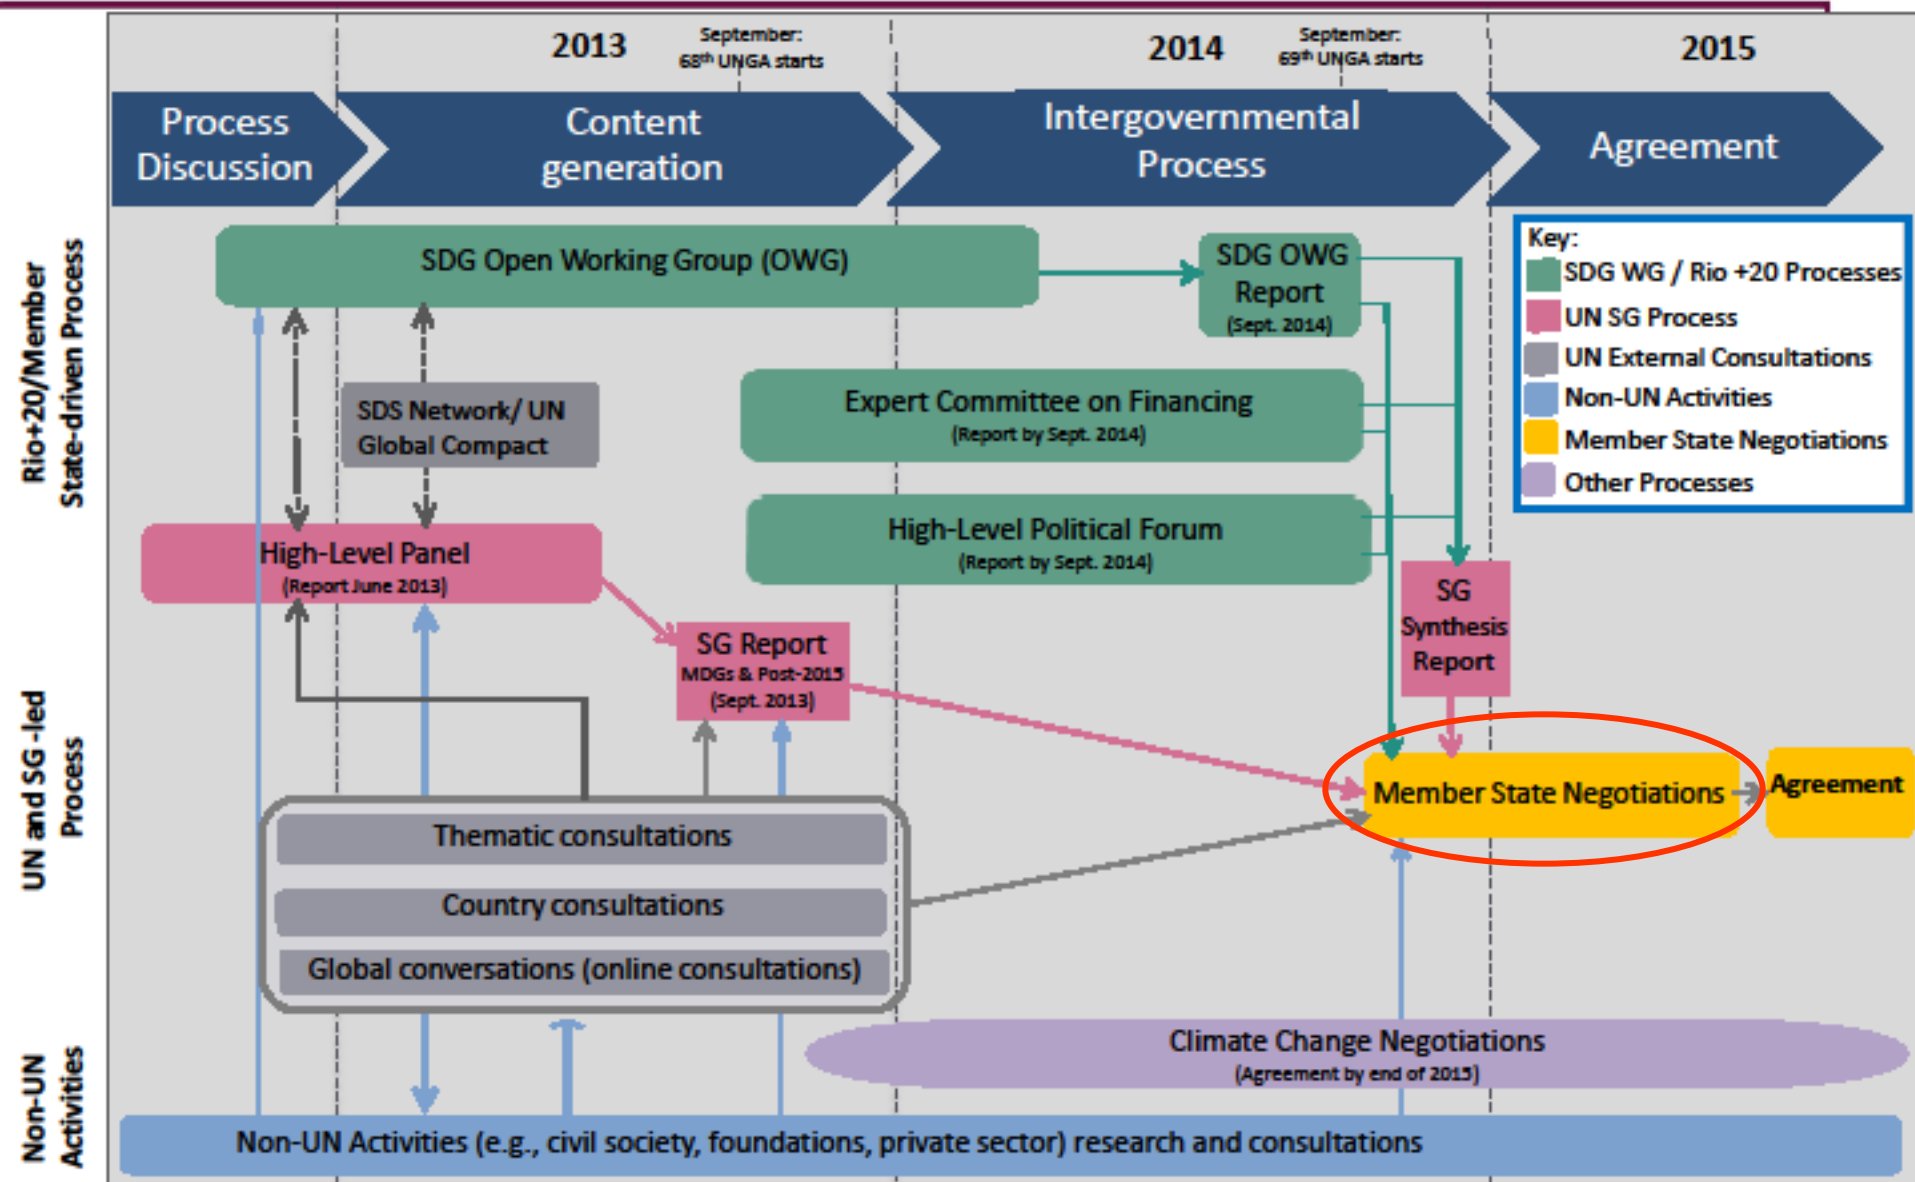 2013
September:
68th UNGA starts
2014
September:
69th UNGA starts
2015
Process
Discussion
Content
generation
Intergovernmental
Process
Agreement
Rio+20/Member
State-driven Process
UN and SG -led
Process
Non-UN
Activities
SDG Open Working Group (OWG)
SDG OWG
Report
(Sept. 2014)
Key:
SDG WG / Rio +20 Processes
UN SG Process
UN External Consultations
Non-UN Activities
Member State Negotiations
Other Processes
SDS Network/ UN
Global Compact
Expert Committee on Financing
(Report by Sept. 2014)
High-Level Political Forum
(Report by Sept. 2014)
High-Level Panel
(Report June 2013)
SG Report
MDGs & Post-2015
(Sept. 2013)
SG
Synthesis
Report
Member State Negotiations
Agreement
Thematic consultations
Country consultations
Global conversations (online consultations)
Climate Change Negotiations
(Agreement by end of 2015)
Non-UN Activities (e.g., civil society, foundations, private sector) research and consultations